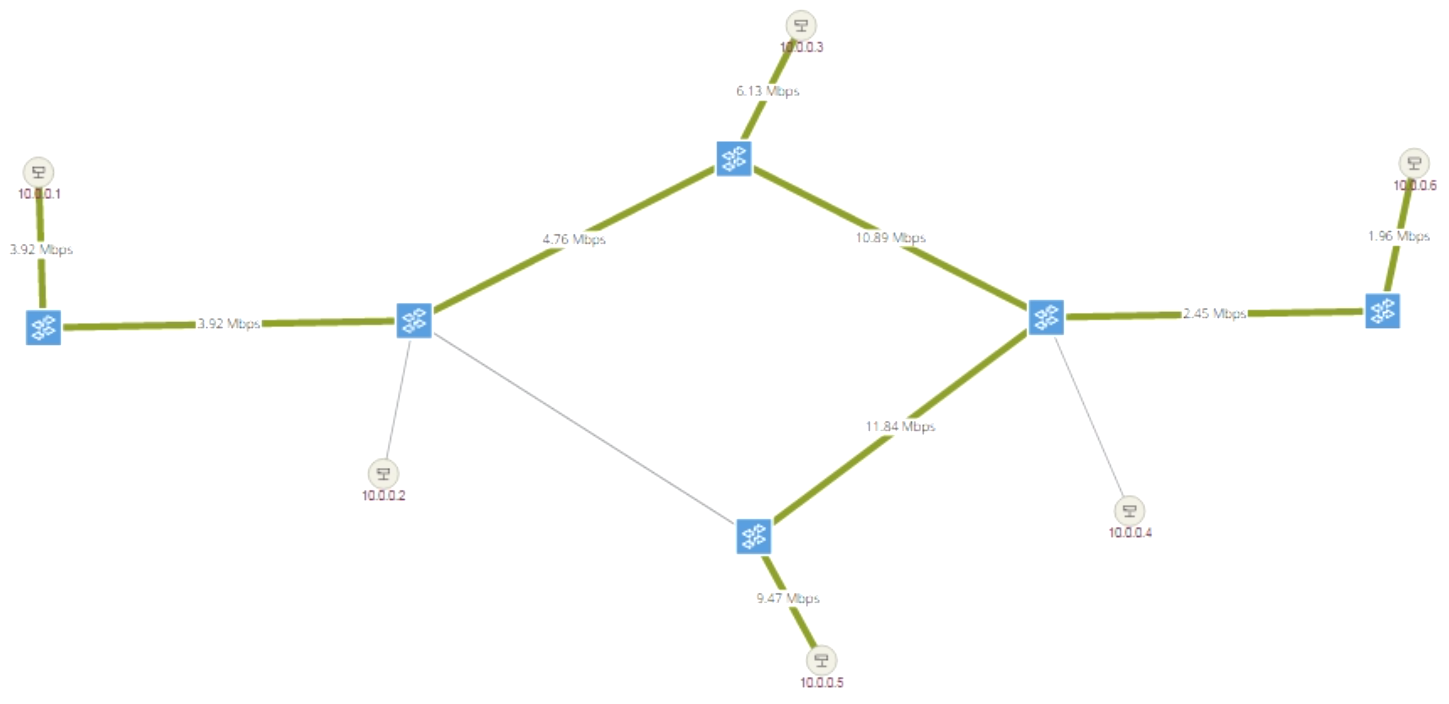 10.0.0.3
6.13 Mbps
10.0.0.1
10.0.0.6
3.92 Mbps
4.76 Mbps
10.89 Mbps
1.96 Mbps
3.92 Mbps
2.45 Mbps
11.84 Mbps
10.0.0.2
10.0.0.4
9.47 Mbps
10.0.0.5